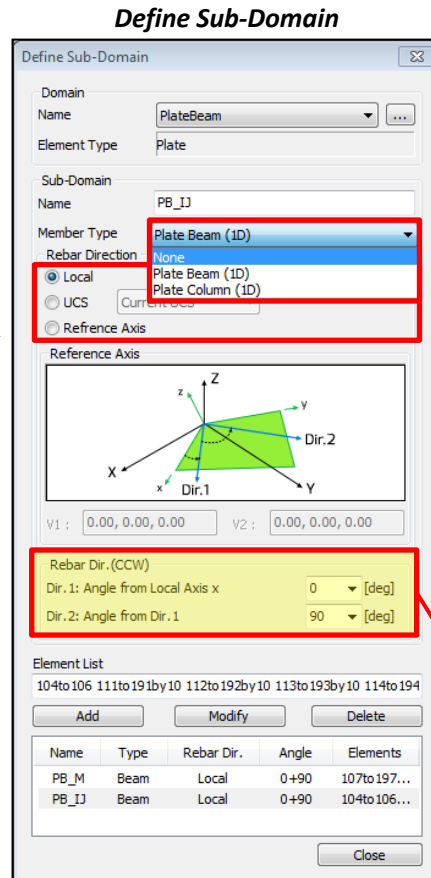 Define Sub-Domain
Define Sub-Domain
Domain
Name PlateBeam ...
Element Type Plate
Sub-Domain
Name PB_IJ
Member Type Plate Beam (1D)
None
Plate Beam (1D)
Plate Column (1D)
Rebar Direction
Local
UCS Current UCS
Refrence Axis
Reference Axis
Z
z
y
Dir.2
X
x
Dir.1
Y
V1 : 0.00, 0.00, 0.00 V2 : 0.00, 0.00, 0.00
Rebar Dir.(CCW)
Dir.1: Angle from Local Axis x 0 [deg]
Dir.2: Angle from Dir.1 90 [deg]
Element List
104to106 111to191by10 112to192by10 113to193by10 114to194
Add Modify Delete
Name Type Rebar Dir. Angle Elements
PB_M Beam Local 0+90 107to197...
PB_IJ Beam Local 0+90 104to106...
Close